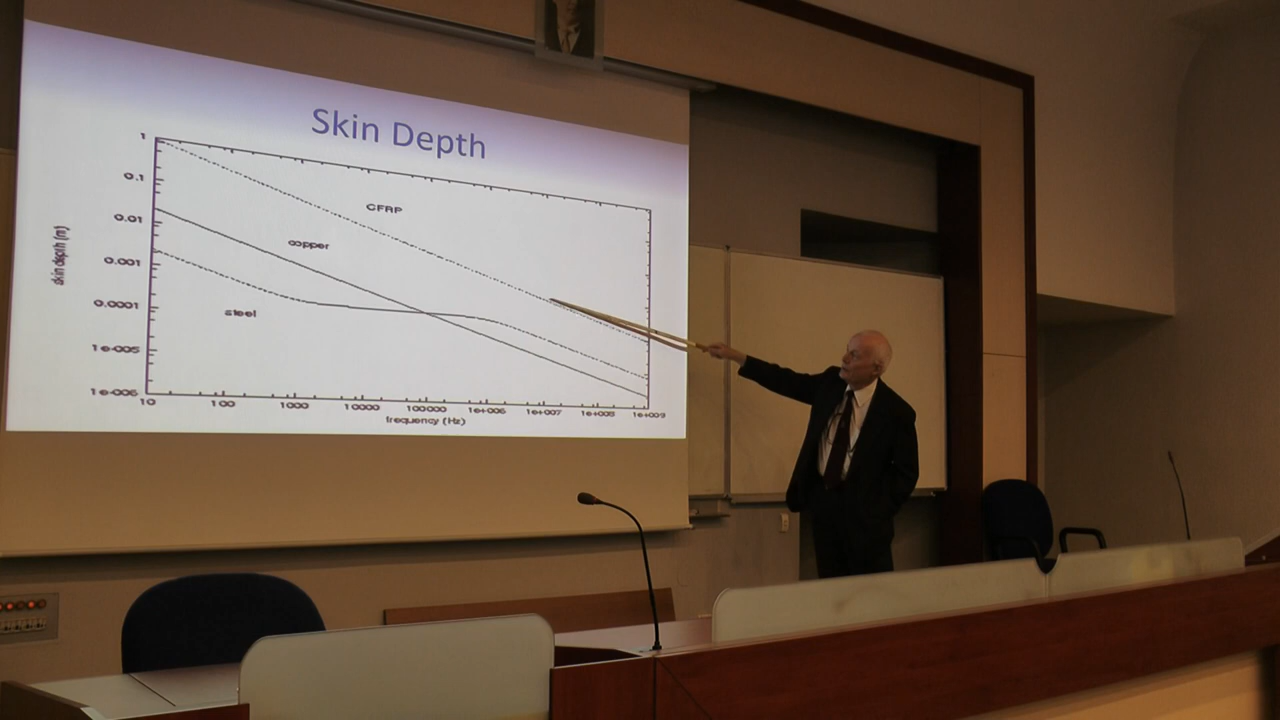 Skin Depth
1
0.1
0.01
0.001
0.0001
1e-005
1e-006
skin depth (m)
CFRP
copper
steel
10 100 1000 10000 100000 1e+006 1e+007 1e+008 1e+009
frequency (Hz)